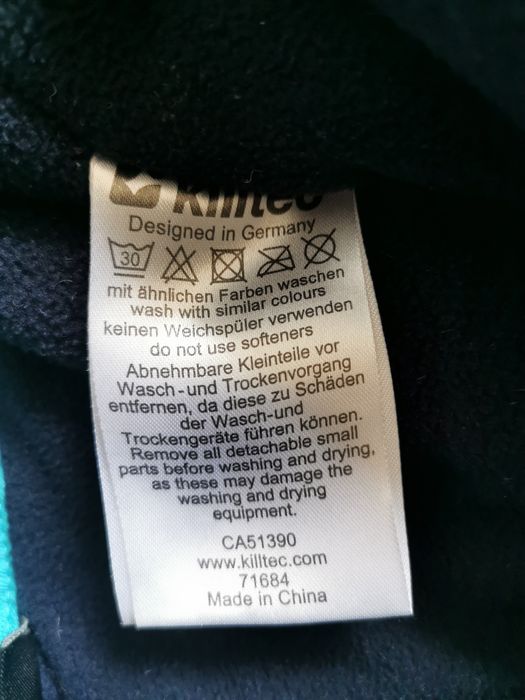 killtec
Designed in Germany
30
mit ähnlichen Farben waschen
wash with similar colours
keinen Weichspüler verwenden
do not use softeners
Abnehmbare Kleinteile vor
Wasch-und Trockenvorgang
entfernen, da diese zu Schäden
der Wasch-und
Trockengeräte führen können.
Remove all detachable small
parts before washing and drying,
as these may damage the
washing and drying
equipment.
CA51390
www.killtec.com
71684
Made in China